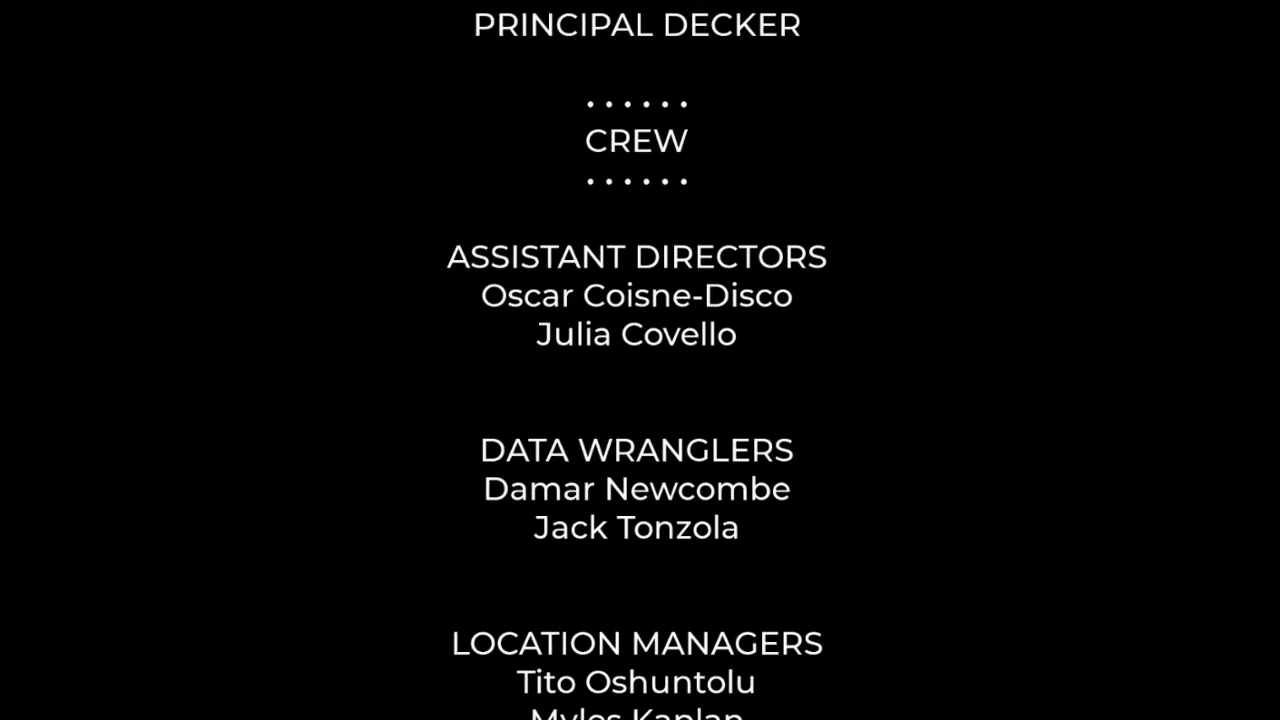 PRINCIPAL DECKER
......
CREW
......
ASSISTANT DIRECTORS
Oscar Coisne-Disco
Julia Covello
DATA WRANGLERS
Damar Newcombe
Jack Tonzola
LOCATION MANAGERS
Tito Oshuntolu
Myles Kaplan